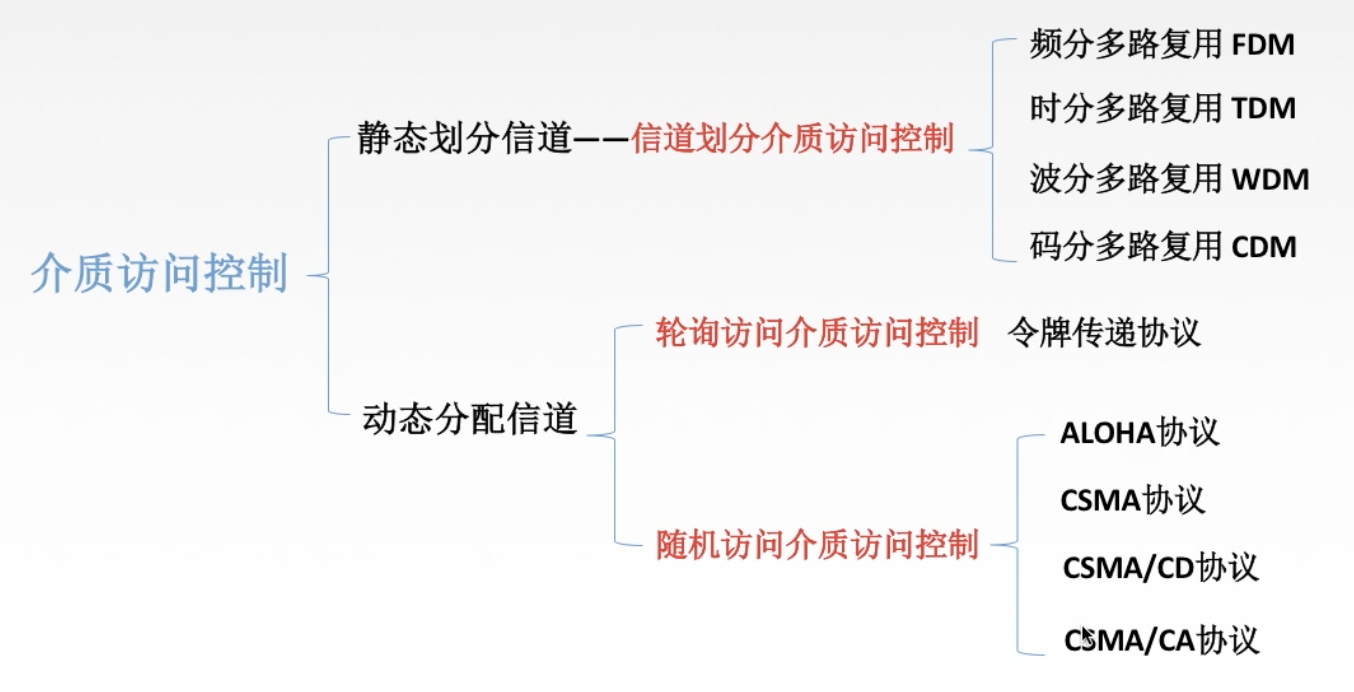 频分多路复用 FDM
时分多路复用 TDM
静态划分信道——信道划分介质访问控制
波分多路复用 WDM
码分多路复用 CDM
介质访问控制
轮询访问介质访问控制 令牌传递协议
动态分配信道
ALOHA协议
CSMA协议
随机访问介质访问控制
CSMA/CD协议
CSMA/CA协议